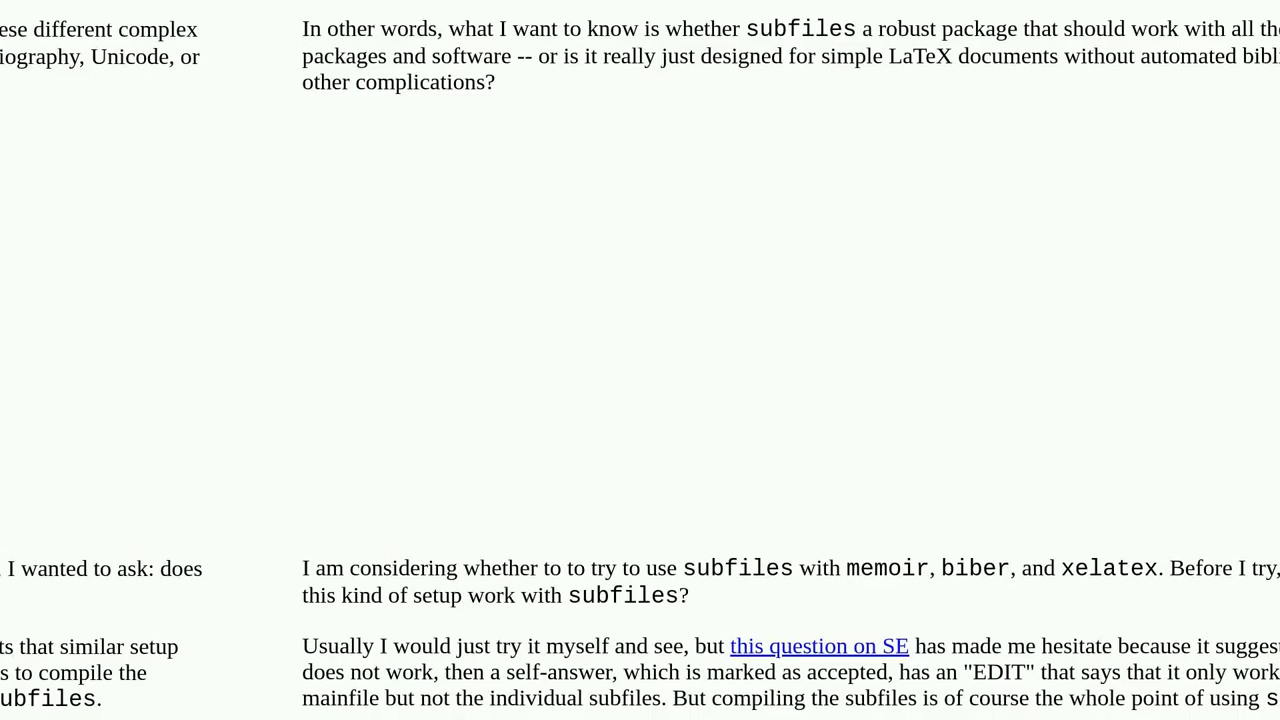 ese different complex
iography, Unicode, or
In other words, what I want to know is whether subfiles a robust package that should work with all
packages and software -- or is it really just designed for simple LaTeX documents without automated
other complications?
I wanted to ask: does
ts that similar setup
s to compile the
ubfiles.
I am considering whether to to try to use subfiles with memoir, biber, and xelatex. Before I try,
this kind of setup work with subfiles?
Usually I would just try it myself and see, but this question on SE has made me hesitate because it
does not work, then a self-answer, which is marked as accepted, has an "EDIT" that says that it only
mainfile but not the individual subfiles. But compiling the subfiles is of course the whole point of using